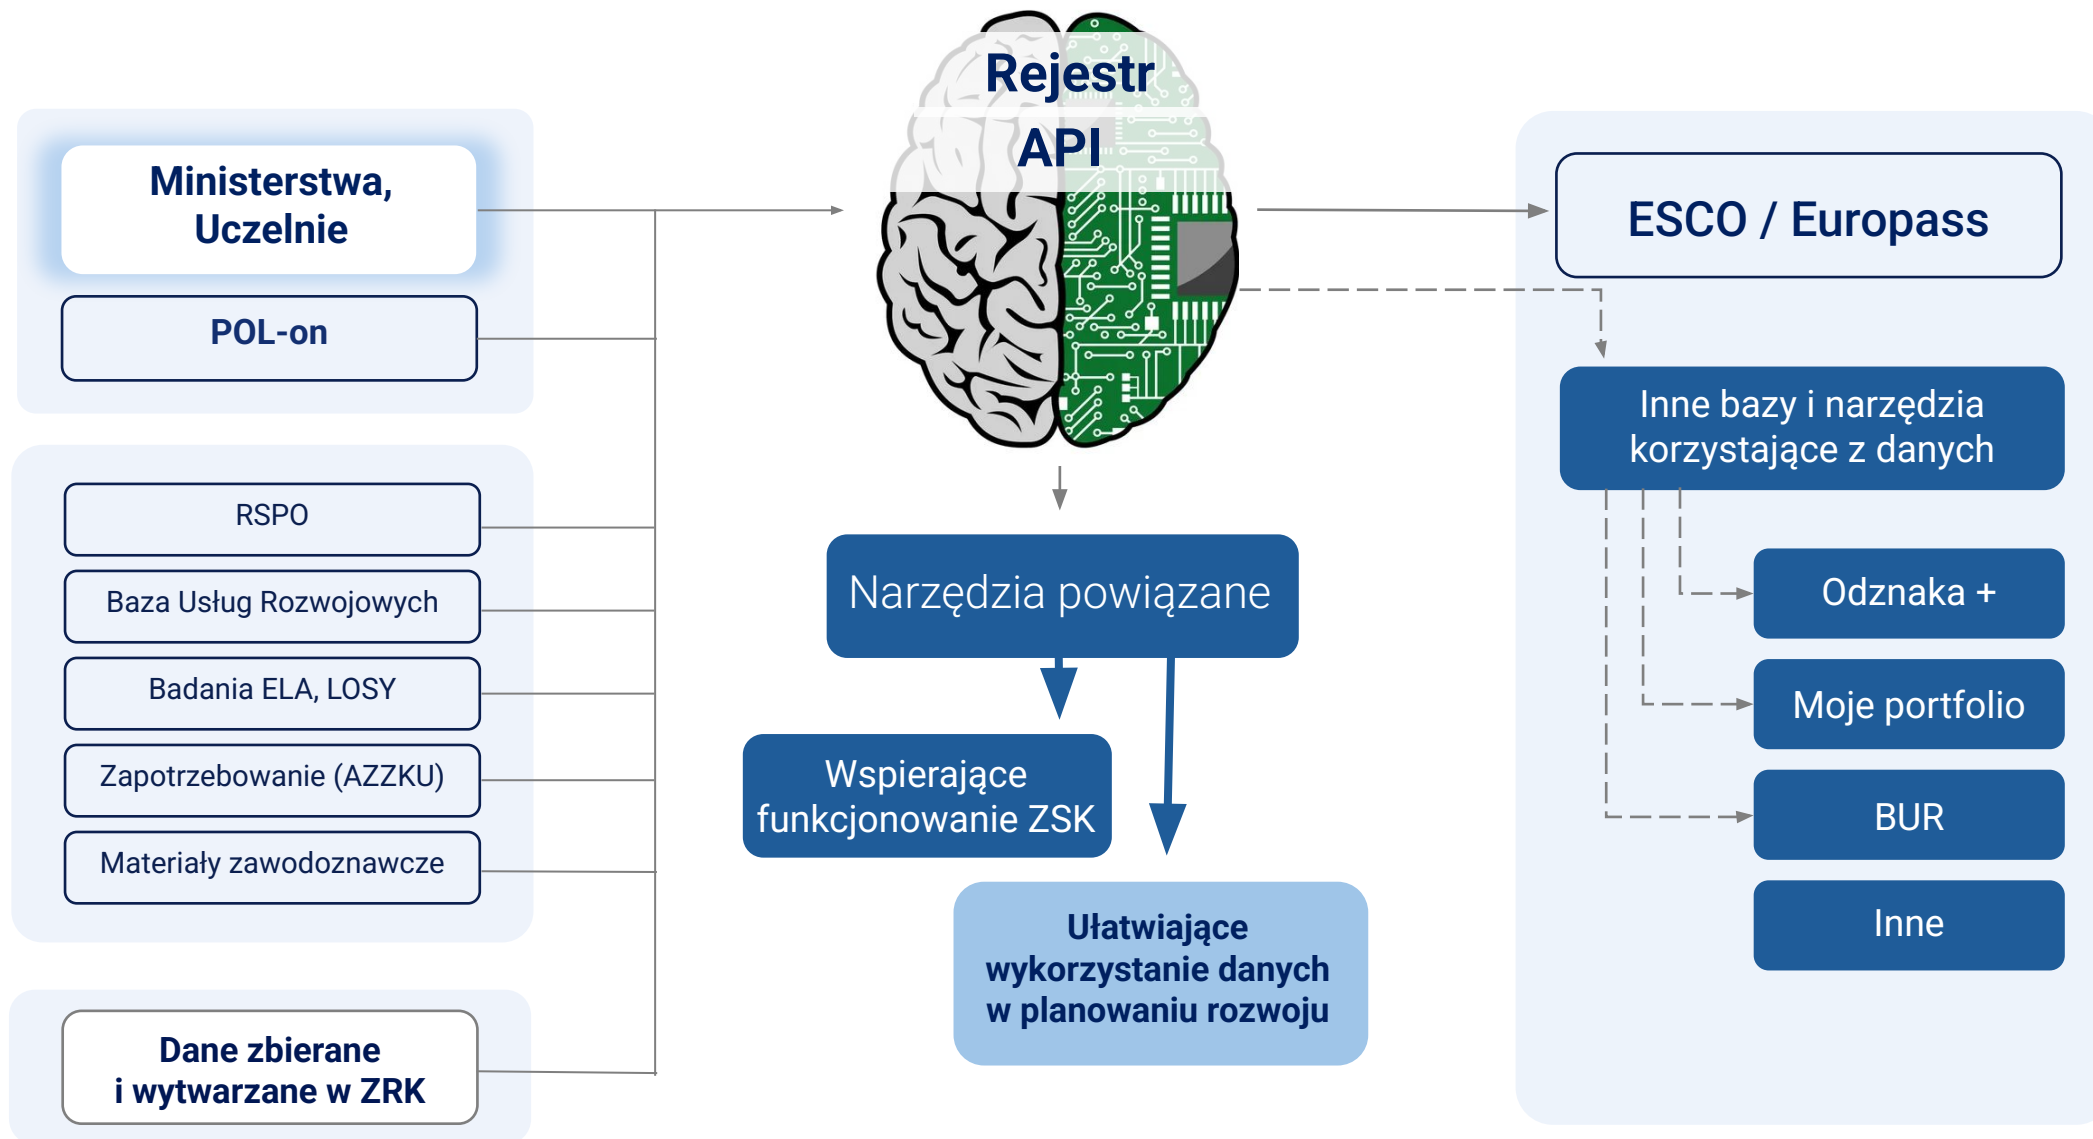 Rejestr
API
Ministerstwa,
Uczelnie
POL-on
RSPO
Baza Usług Rozwojowych
Badania ELA, LOSY
Zapotrzebowanie (AZZKU)
Materiały zawodoznawcze
Dane zbierane
i wytwarzane w ZRK
Narzędzia powiązane
Wspierające
funkcjonowanie ZSK
Ułatwiające
wykorzystanie danych
w planowaniu rozwoju
ESCO / Europass
Inne bazy i narzędzia
korzystające z danych
Odznaka +
Moje portfolio
BUR
Inne